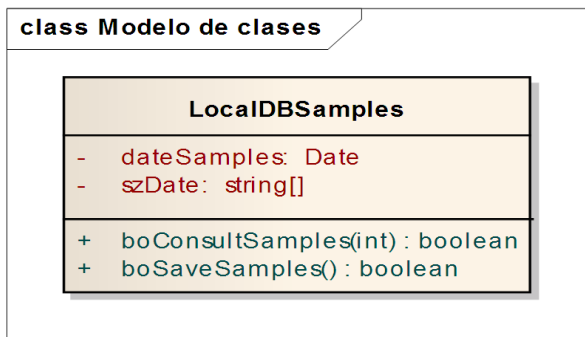 class Modelo de clases
LocalDBSamples
- dateSamples: Date
- szDate: string[]
+ boConsultSamples(int) : boolean
+ boSaveSamples() : boolean